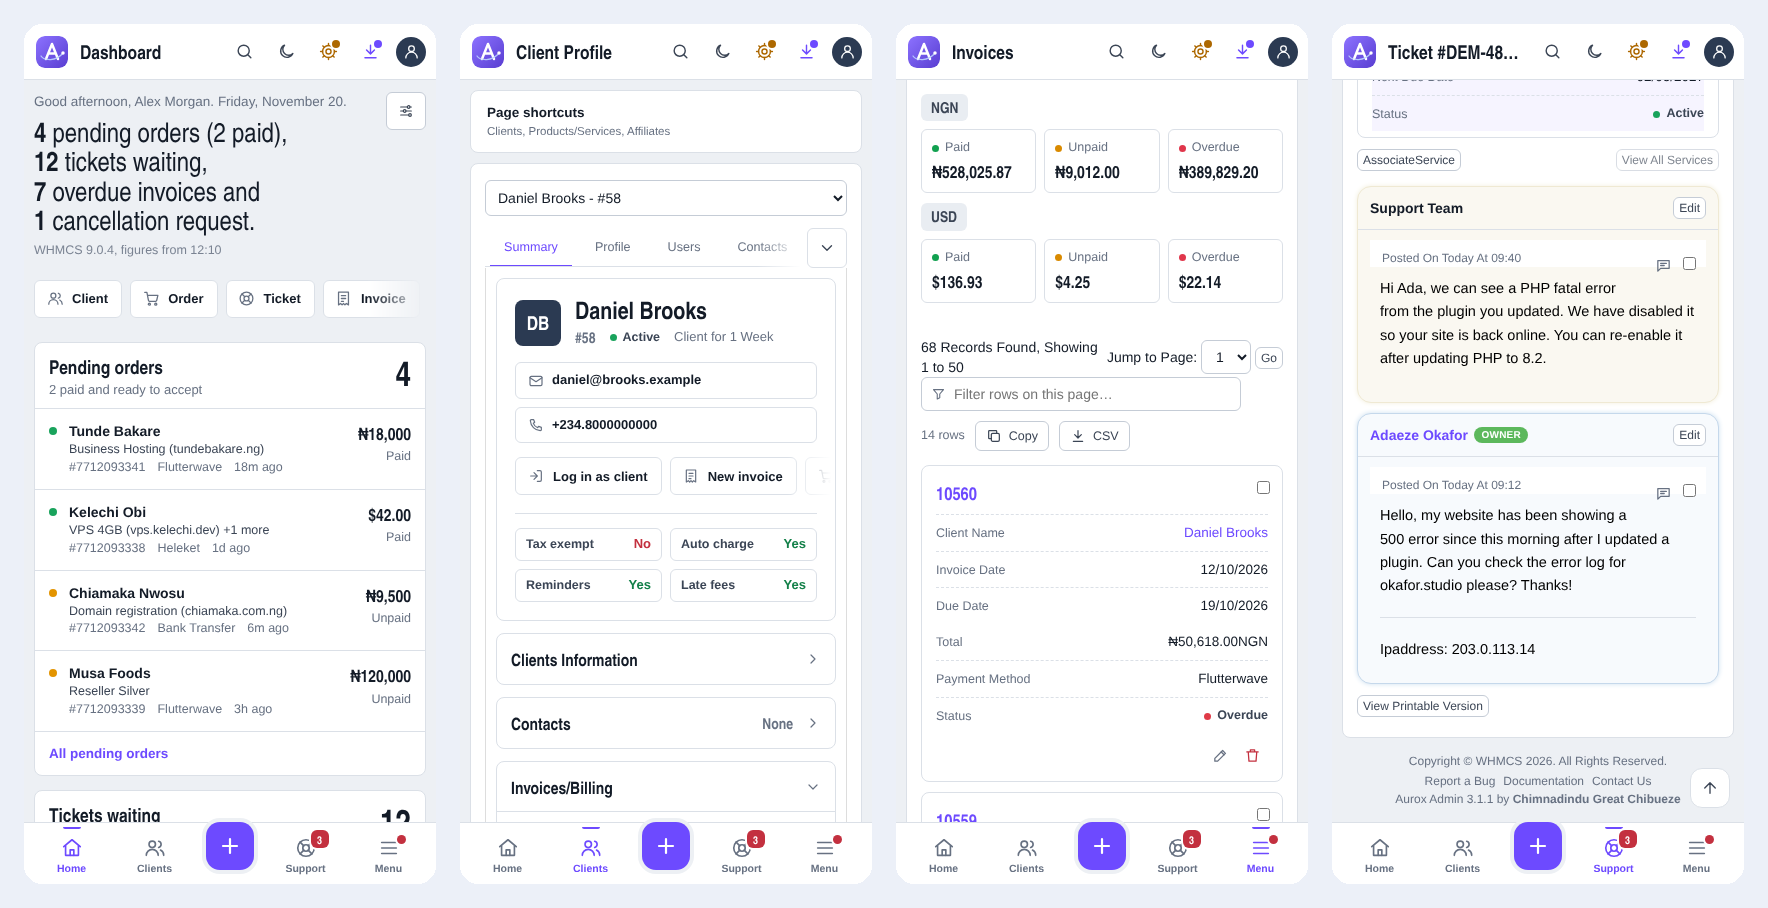 Dashboard
Good afternoon, Alex Morgan. Friday, November 20.
4 pending orders (2 paid),
12 tickets waiting,
7 overdue invoices and
1 cancellation request.
WHMCS 9.0.4, figures from 12:10
Client
Order
Ticket
Invoice
Pending orders
4
2 paid and ready to accept
Tunde Bakare
₦18,000
Business Hosting (tundebakare.ng)
Paid
#7712093341 Flutterwave 18m ago
Kelechi Obi
$42.00
VPS 4GB (vps.kelechi.dev) +1 more
Paid
#7712093338 Heleket 1d ago
Chiamaka Nwosu
₦9,500
Domain registration (chiamaka.com.ng)
Unpaid
#7712093342 Bank Transfer 6m ago
Musa Foods
₦120,000
Reseller Silver
Unpaid
#7712093339 Flutterwave 3h ago
All pending orders
Tickets waiting
12
Home
Clients
3
Support
Menu
Client Profile
Page shortcuts
Clients, Products/Services, Affiliates
Daniel Brooks - #58
Summary
Profile
Users
Contacts
DB
Daniel Brooks
#58 Active Client for 1 Week
daniel@brooks.example
+234.8000000000
Log in as client
New invoice
Tax exempt No
Auto charge Yes
Reminders Yes
Late fees Yes
Clients Information
Contacts None
Invoices/Billing
Home
Clients
3
Support
Menu
Invoices
NGN
Paid
₦528,025.87
Unpaid
₦9,012.00
Overdue
₦389,829.20
USD
Paid
$136.93
Unpaid
$4.25
Overdue
$22.14
68 Records Found, Showing
1 to 50
Jump to Page: 1 Go
Filter rows on this page…
14 rows
Copy
CSV
10560
Client Name Daniel Brooks
Invoice Date 12/10/2026
Due Date 19/10/2026
Total ₦50,618.00NGN
Payment Method Flutterwave
Status Overdue
10559
Home
Clients
3
Support
Menu
Ticket #DEM-48...
Status Active
AssociateService
View All Services
Support Team
Edit
Posted On Today At 09:40
Hi Ada, we can see a PHP fatal error
from the plugin you updated. We have disabled it
so your site is back online. You can re-enable it
after updating PHP to 8.2.
Adaeze Okafor OWNER
Edit
Posted On Today At 09:12
Hello, my website has been showing a
500 error since this morning after I updated a
plugin. Can you check the error log for
okafor.studio please? Thanks!
Ipaddress: 203.0.113.14
View Printable Version
Copyright © WHMCS 2026. All Rights Reserved.
Report a Bug Documentation Contact Us
Aurox Admin 3.1.1 by Chimnadindu Great Chibueze
Home
Clients
3
Support
Menu